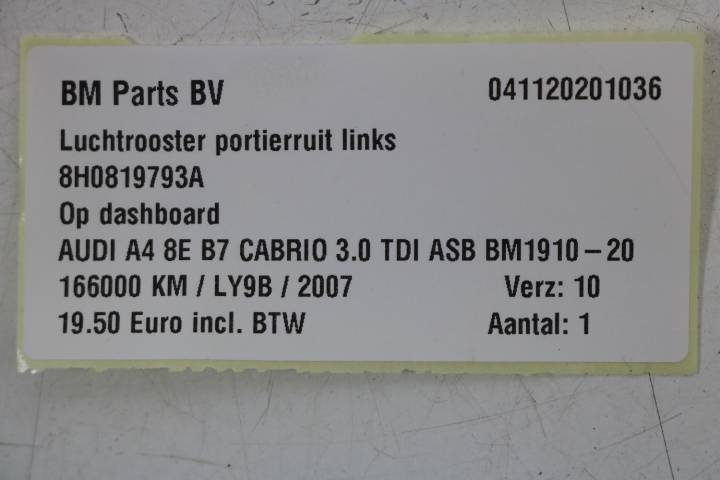 BM Parts BV 041120201036
Luchtrooster portierruit links
8H0819793A
Op dashboard
AUDI A4 8E B7 CABRIO 3.0 TDI ASB BM1910-20
166000 KM / LY9B / 2007 Verz: 10
19.50 Euro incl. BTW Aantal: 1